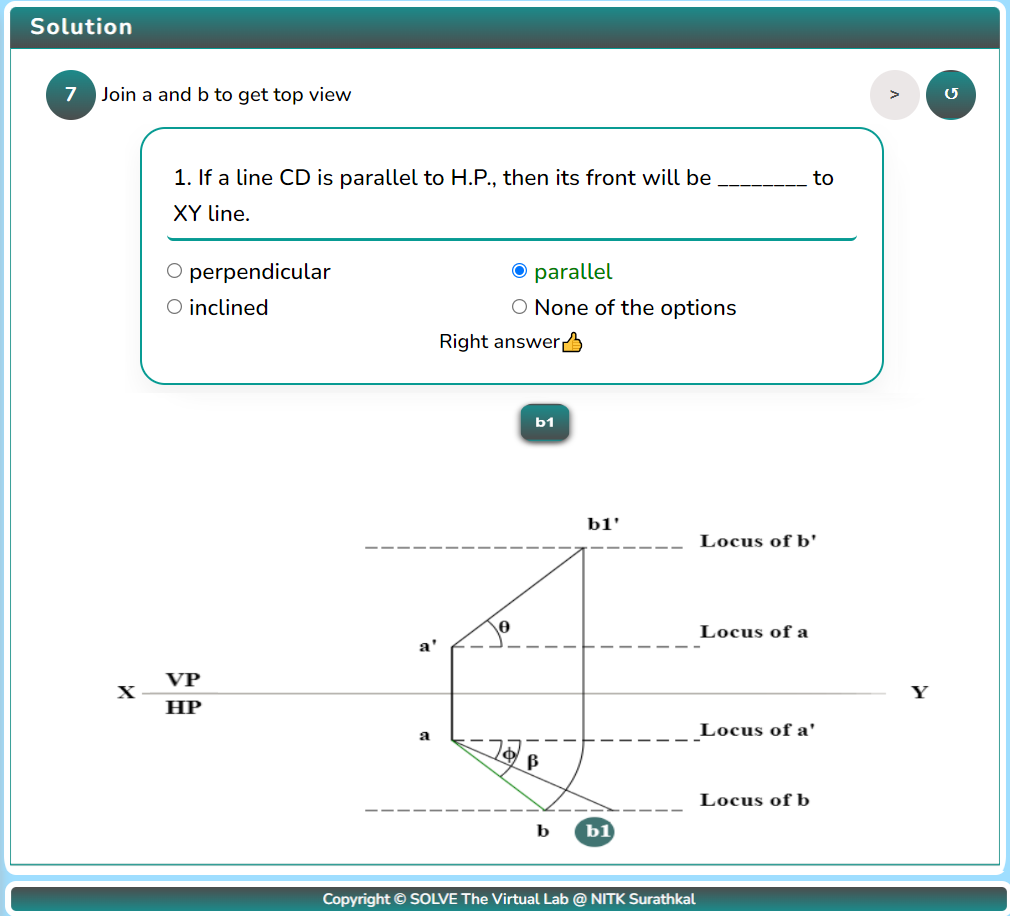 Solution
7 Join a and b to get top view > ↺
1. If a line CD is parallel to H.P., then its front will be ________ to
XY line.
perpendicular parallel
inclined None of the options
Right answer👍
b1
b1'
Locus of b'
θ Locus of a
a'
VP
X Y
HP
a Locus of a'
ϕ β
Locus of b
b b1
Copyright © SOLVE The Virtual Lab @ NITK Surathkal